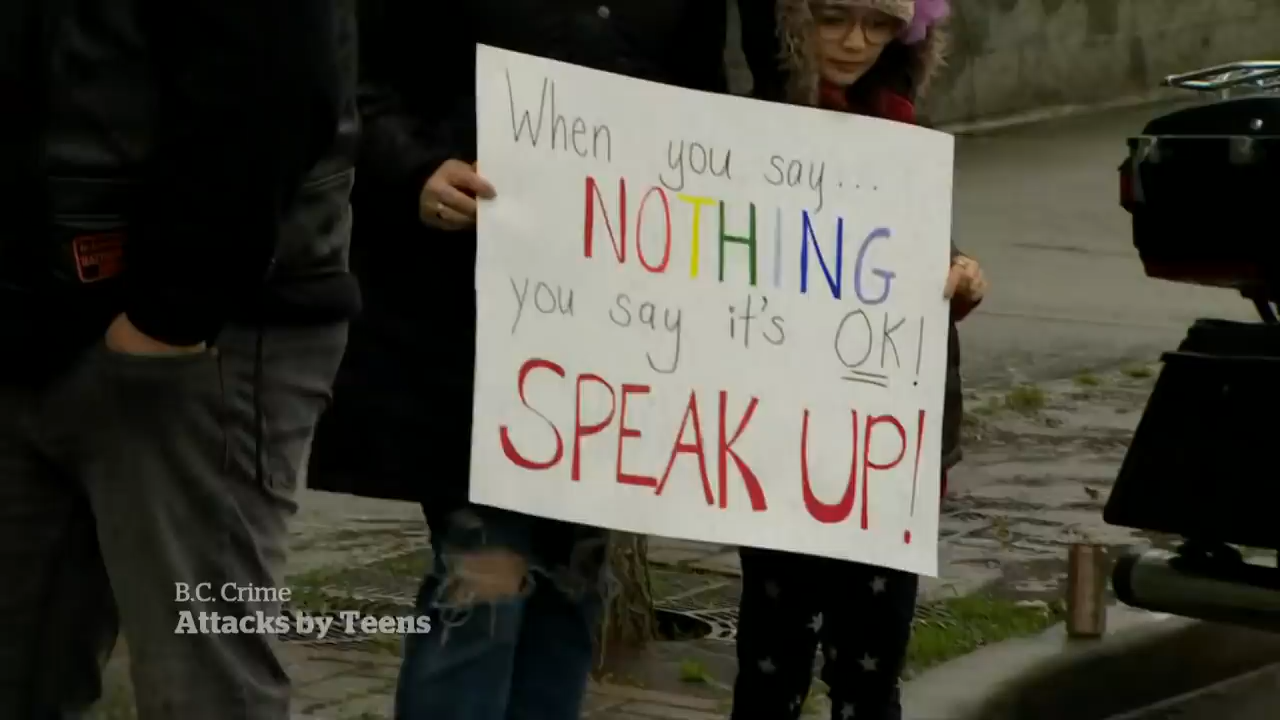 When you say...
NOTHING
you say it's OK!
SPEAK UP!
B.C. Crime
Attacks by Teens